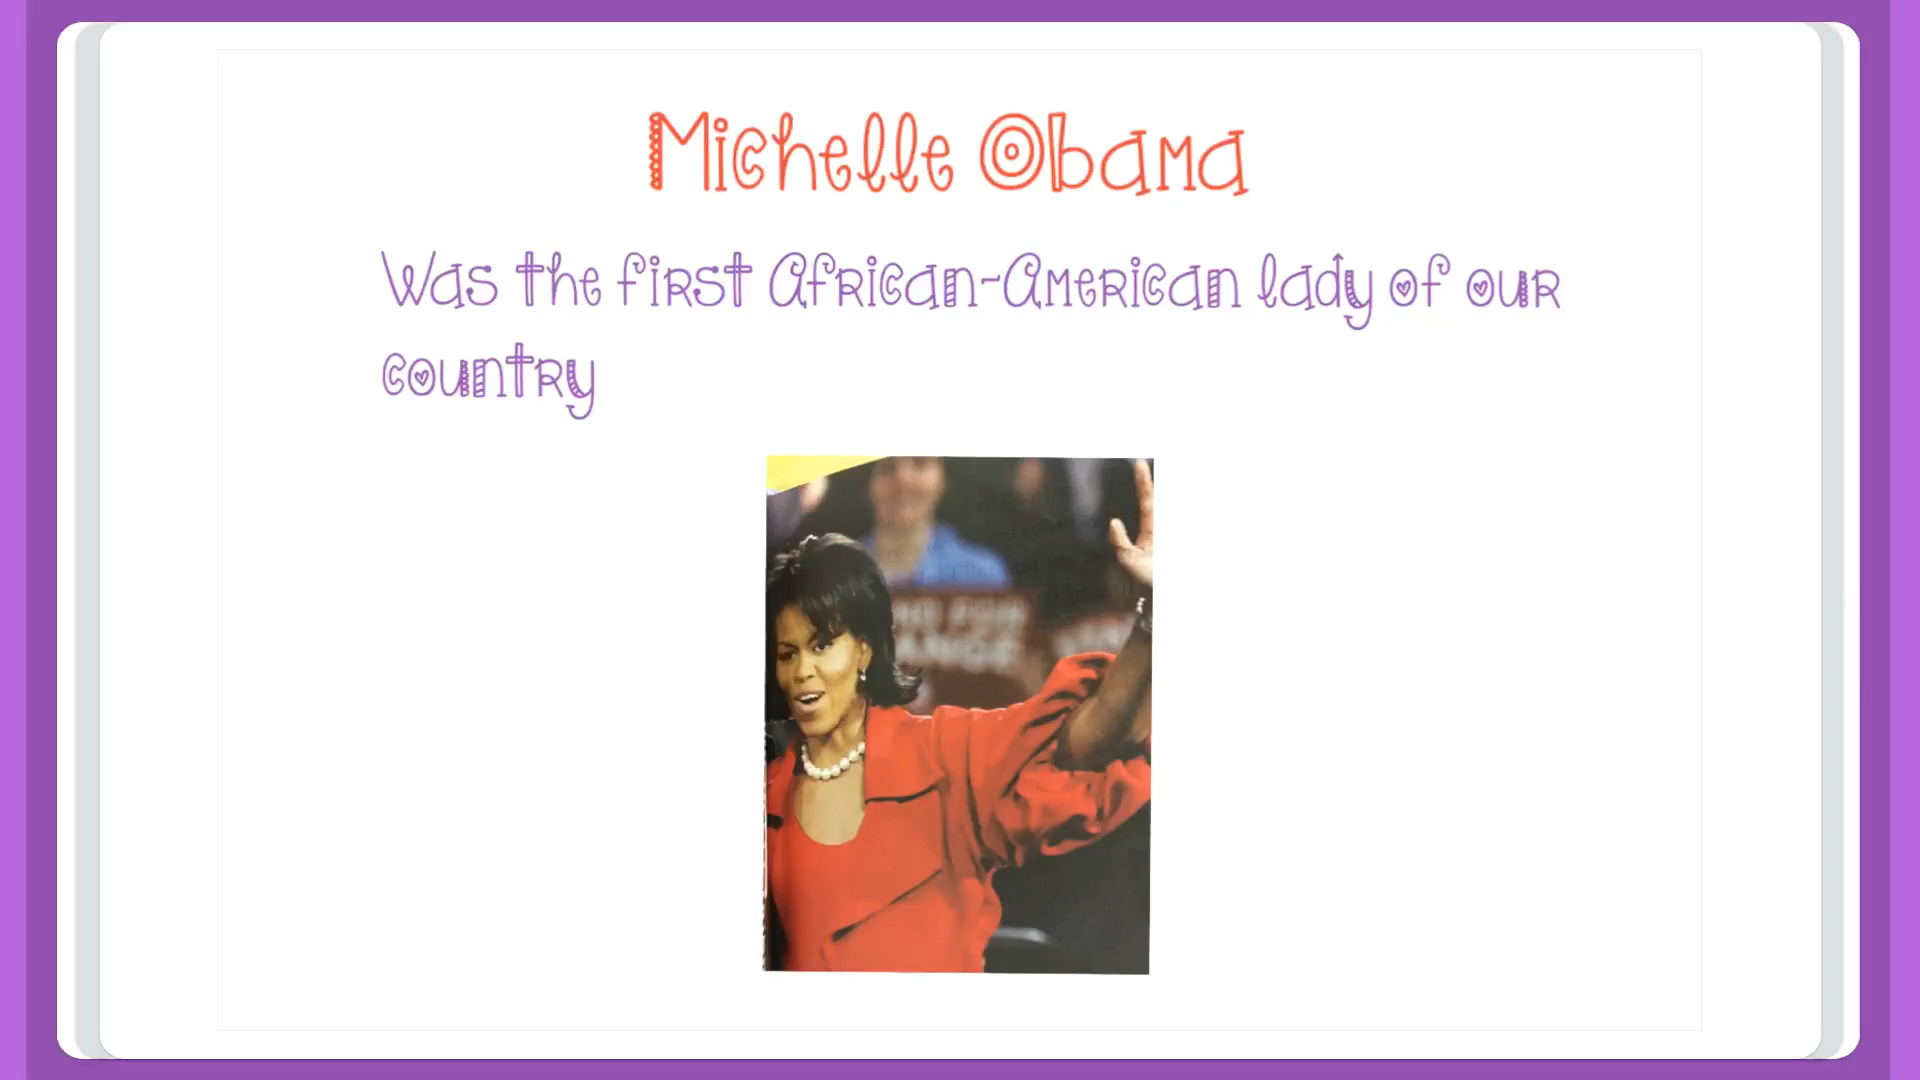 Michelle Obama
Was the first African-American lady of our
country